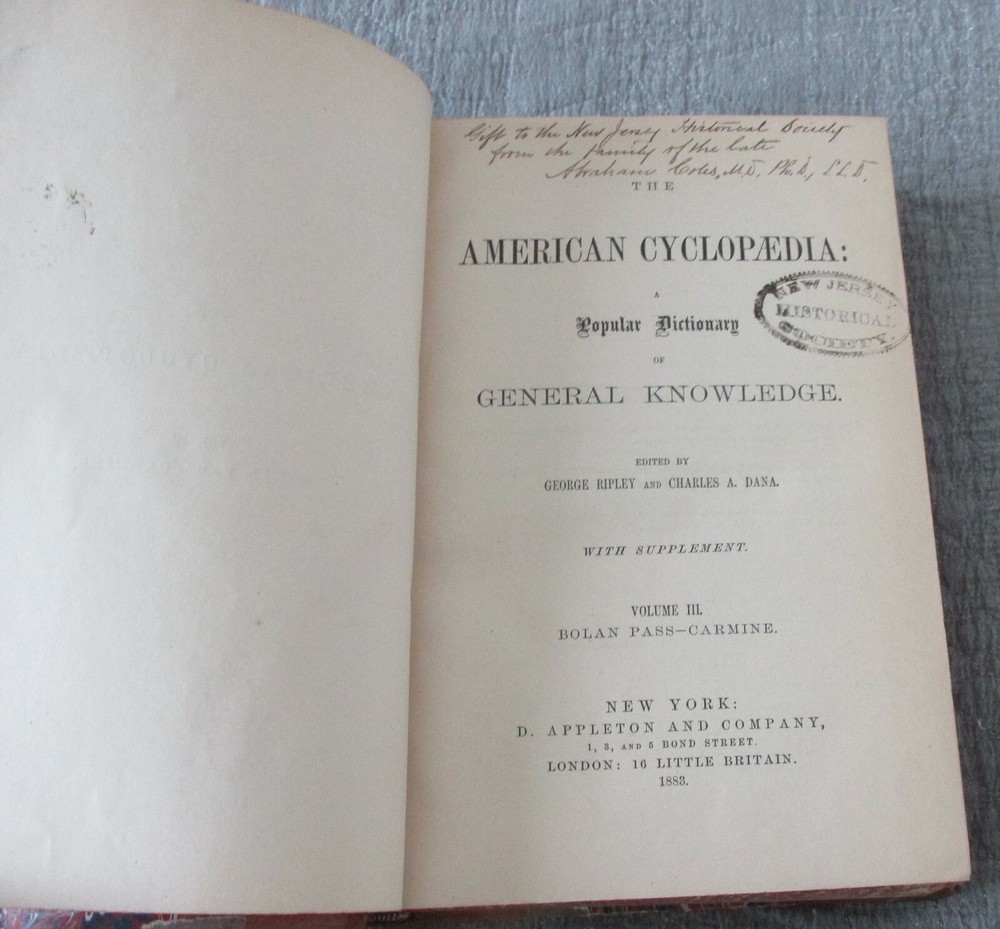 Gift to the New Jersey Historical Society
from the family of the late
Abraham Coles, M.D. Ph.D., LL.D.
THE
AMERICAN CYCLOPÆDIA:
A
Popular Dictionary
OF
GENERAL KNOWLEDGE.
NEW JERSEY
HISTORICAL
SOCIETY.
EDITED BY
GEORGE RIPLEY AND CHARLES A. DANA.
WITH SUPPLEMENT.
VOLUME III.
BOLAN PASS–CARMINE.
NEW YORK:
D. APPLETON AND COMPANY,
1, 3, AND 5 BOND STREET.
LONDON: 16 LITTLE BRITAIN.
1883.